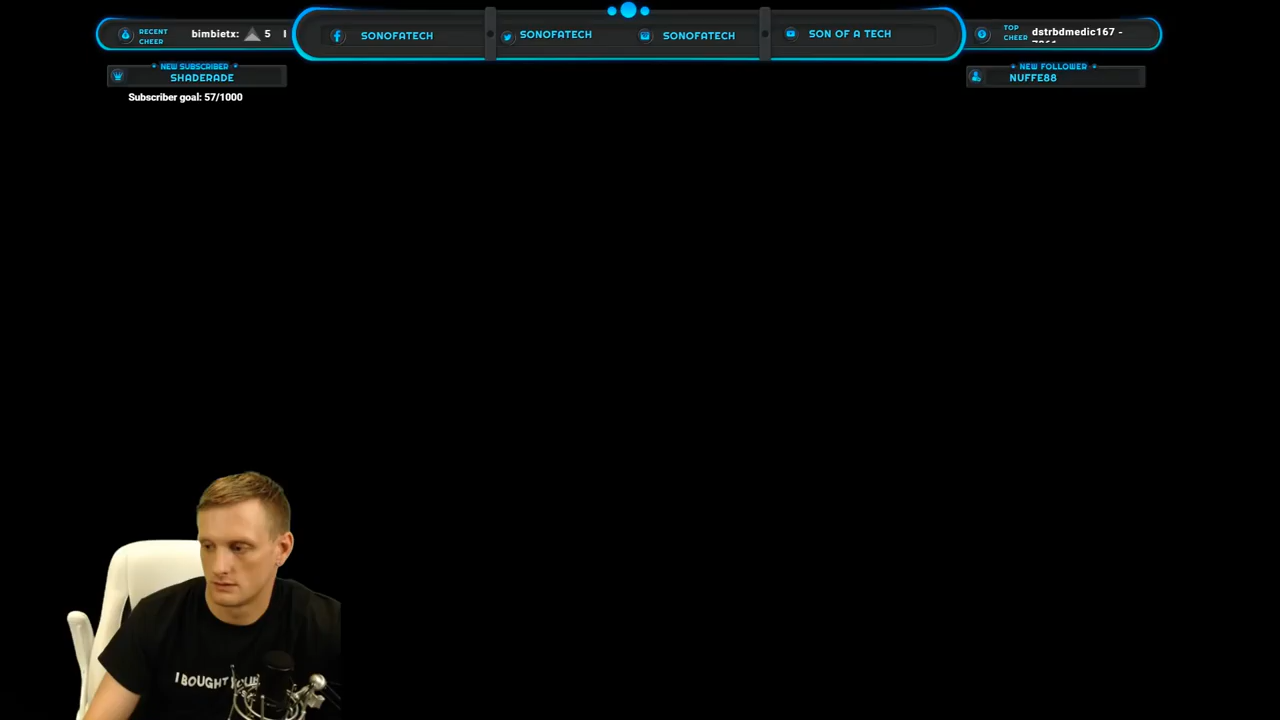 RECENT CHEER
bimbietx: 5
SONOFATECH
SONOFATECH
SONOFATECH
SON OF A TECH
TOP CHEER
dstrbdmedic167 -
NEW SUBSCRIBER
SHADERADE
Subscriber goal: 57/1000
NEW FOLLOWER
NUFFE88
I BOUGHT